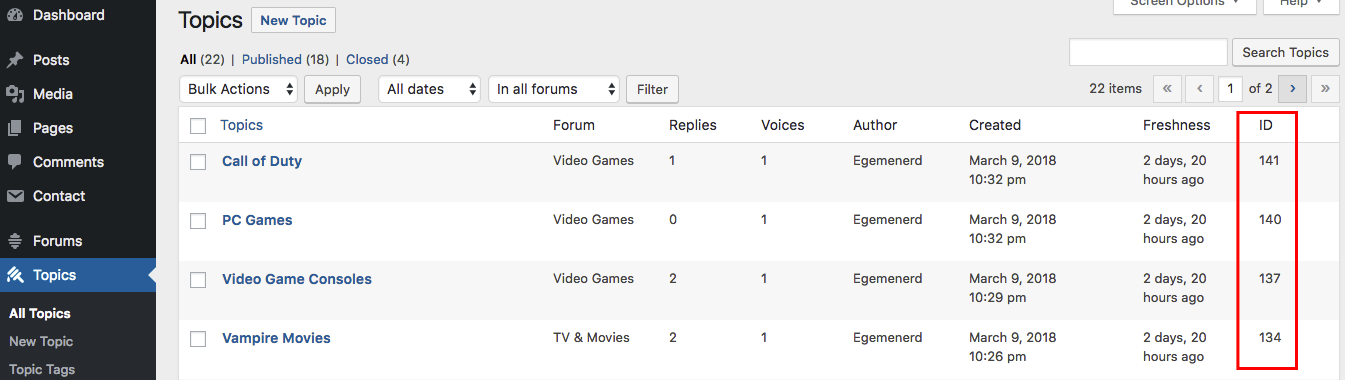 Dashboard
Posts
Media
Pages
Comments
Contact
Forums
Topics
All Topics
New Topic
Topic Tags
Screen Options Help
Topics New Topic
All (22) | Published (18) | Closed (4)
Search Topics
Bulk Actions Apply All dates In all forums Filter 22 items « ‹ 1 of 2 › »
Topics Forum Replies Voices Author Created Freshness ID
Call of Duty Video Games 1 1 Egemenerd March 9, 2018 2 days, 20 141
10:32 pm hours ago
PC Games Video Games 0 1 Egemenerd March 9, 2018 2 days, 20 140
10:32 pm hours ago
Video Game Consoles Video Games 2 1 Egemenerd March 9, 2018 2 days, 20 137
10:29 pm hours ago
Vampire Movies TV & Movies 2 1 Egemenerd March 9, 2018 2 days, 20 134
10:26 pm hours ago